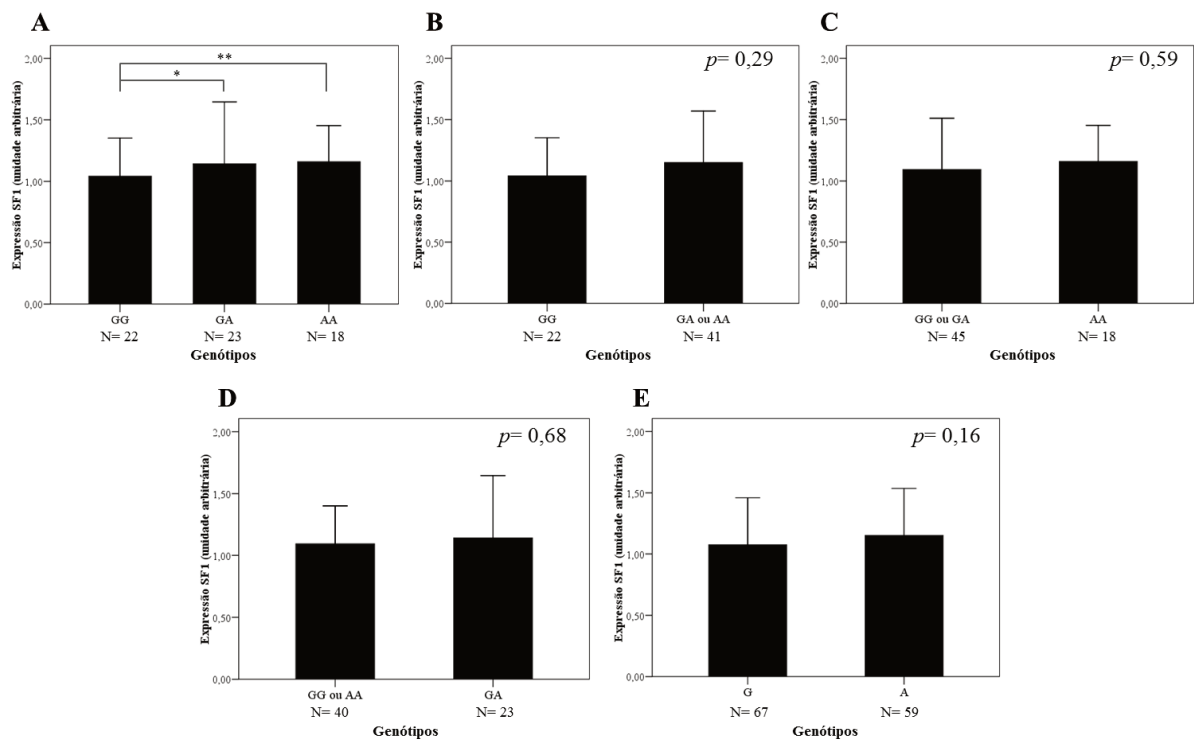 A
Expressão SF1 (unidade arbitrária)
2,00
1,50
1,00
0,50
0,00
*
**
GG
GA
AA
N= 22
N= 23
N= 18
Genótipos
B
p= 0,29
Expressão SF1 (unidade arbitrária)
2,00
1,50
1,00
0,50
0,00
GG
GA ou AA
N= 22
N= 41
Genótipos
C
p= 0,59
Expressão SF1 (unidade arbitrária)
2,00
1,50
1,00
0,50
0,00
GG ou GA
AA
N= 45
N= 18
Genótipos
D
p= 0,68
Expressão SF1 (unidade arbitrária)
2,00
1,50
1,00
0,50
0,00
GG ou AA
GA
N= 40
N= 23
Genótipos
E
p= 0,16
Expressão SF1 (unidade arbitrária)
2,00
1,50
1,00
0,50
0,00
G
A
N= 67
N= 59
Genótipos